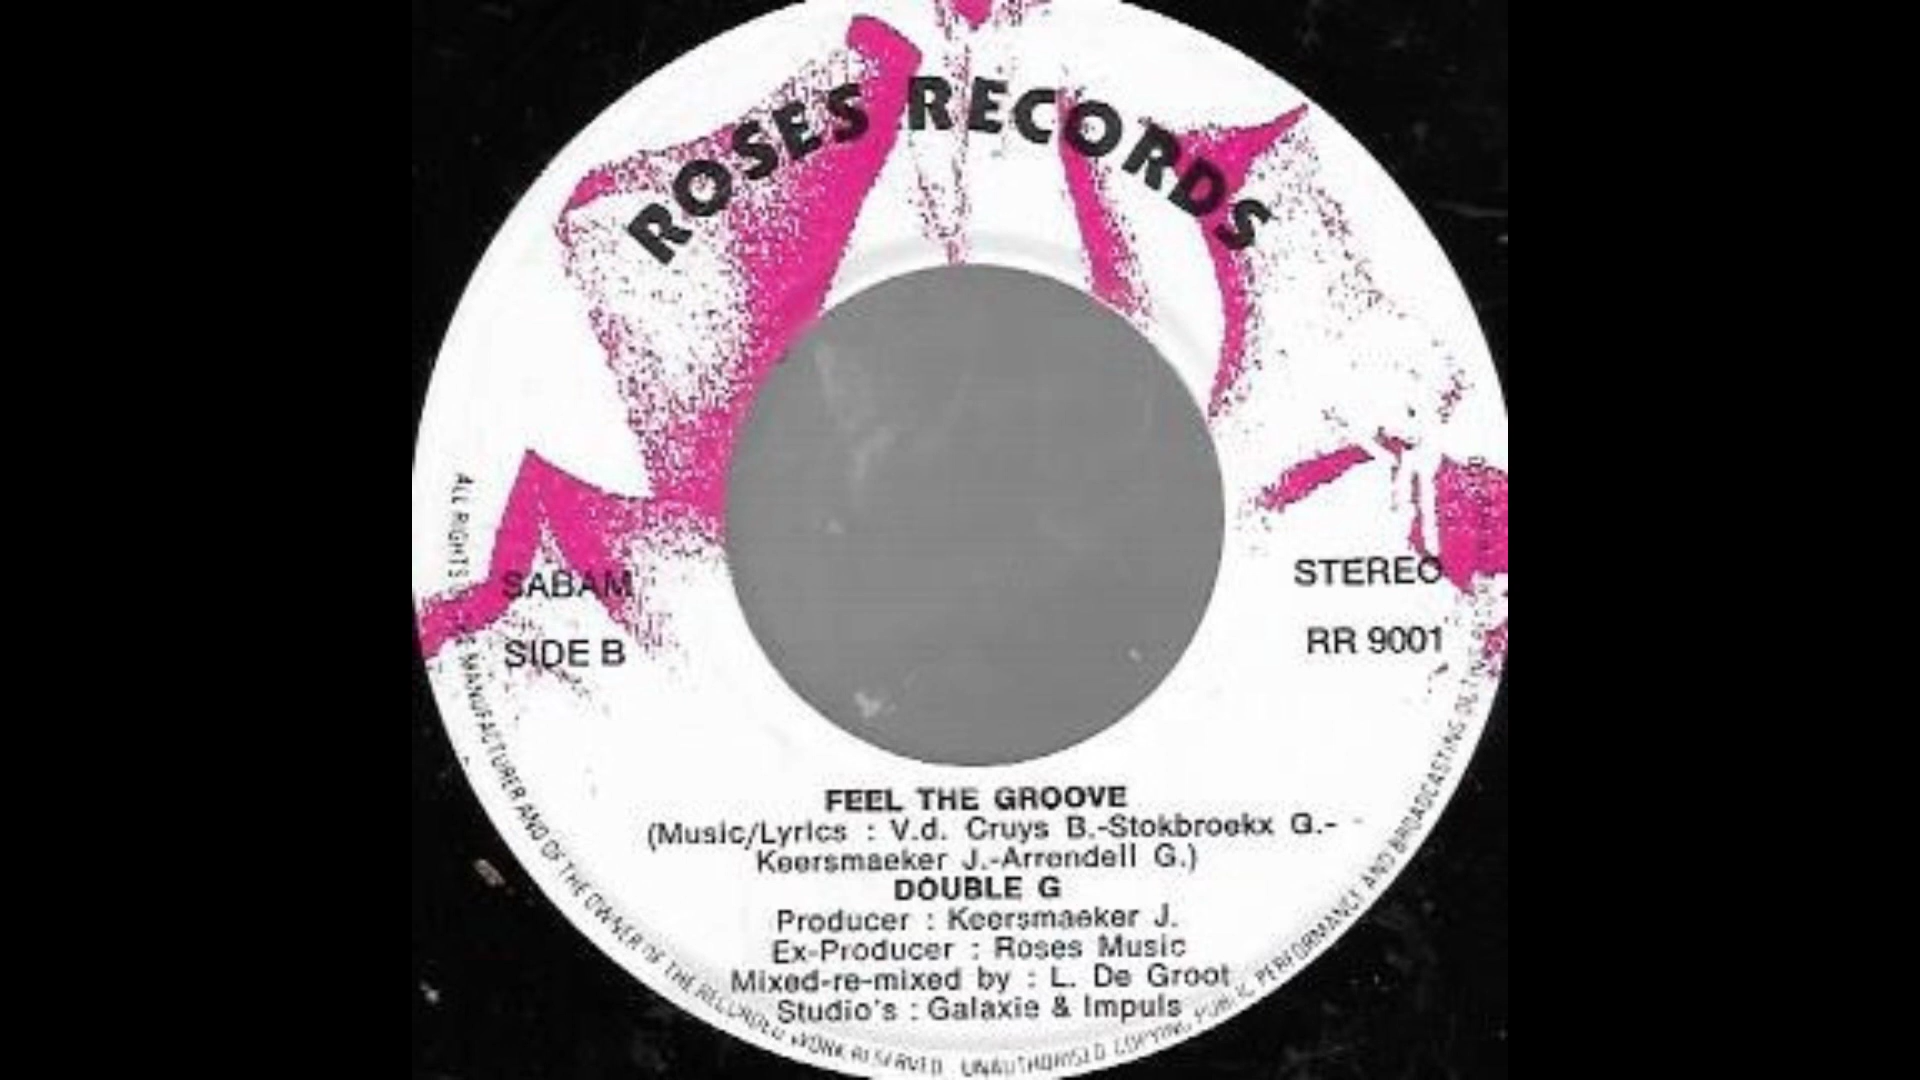 ROSES RECORDS
SABAM
STEREO
SIDE B
RR 9001
FEEL THE GROOVE
(Music/Lyrics : V.d. Cruys B.-Stokbroekx G.-
Keersmaeker J.-Arrendell G.)
DOUBLE G
Producer : Keersmaeker J.
Ex-Producer : Roses Music
Mixed-re-mixed by : L. De Groot
Studio's : Galaxie & Impuls
ALL RIGHTS MANUFACTURER AND OF THE OWNER OF THE RECORDED WORK RESERVED. UNAUTHORISED COPYING PUBLIC PERFORMANCE AND BROADCASTING OF